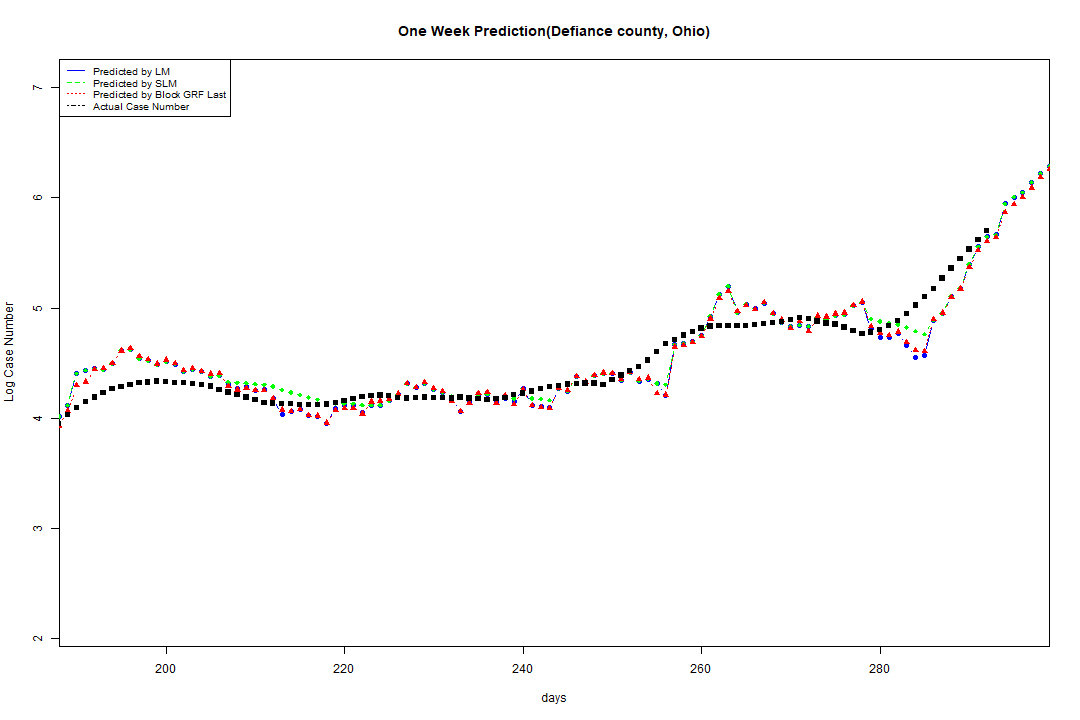 One Week Prediction(Defiance county, Ohio)
Predicted by LM
Predicted by SLM
Predicted by Block GRF Last
Actual Case Number
7
6
5
4
3
2
Log Case Number
200
220
240
260
280
days